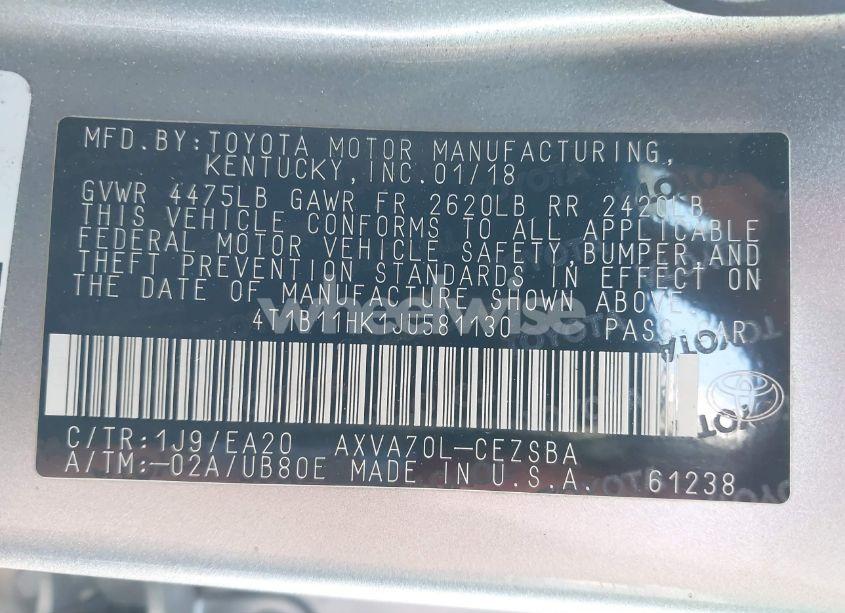 MFD.BY:TOYOTA MOTOR MANUFACTURING,
KENTUCKY,INC.01/18
GVWR 4475LB GAWR FR 2620LB RR 2420LB
THIS VEHICLE CONFORMS TO ALL APPLICABLE
FEDERAL MOTOR VEHICLE SAFETY,BUMPER AND
THEFT PREVENTION STANDARDS IN EFFECT ON
THE DATE OF MANUFACTURE SHOWN ABOVE.
wheelwise
PASS
C/TR:1J9/EA20 AXVA70L-CEZSBA
A/TM:-02A/UB80E MADE IN U.S.A. 61238
TOYOTA